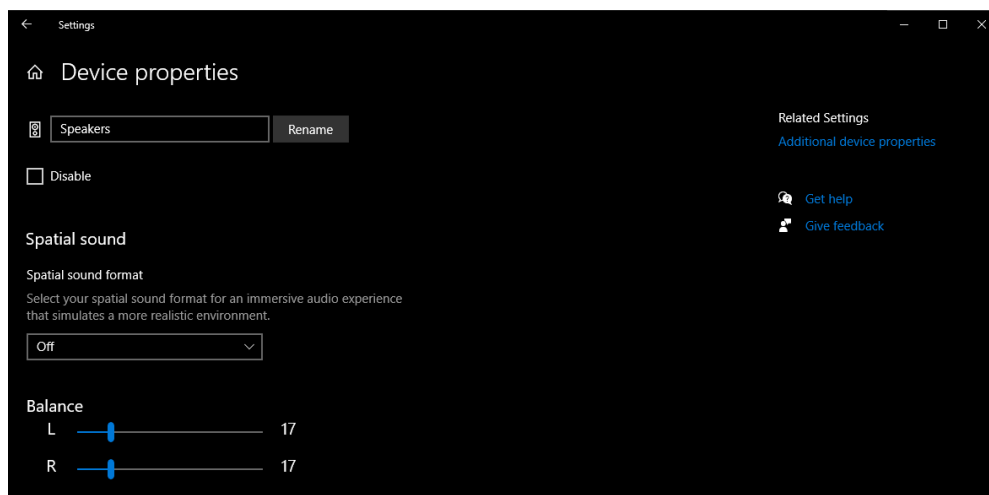 Settings
Device properties
Speakers
Rename
Disable
Spatial sound
Spatial sound format
Select your spatial sound format for an immersive audio experience
that simulates a more realistic environment.
Off
Balance
L 17
R 17
Related Settings
Additional device properties
Get help
Give feedback